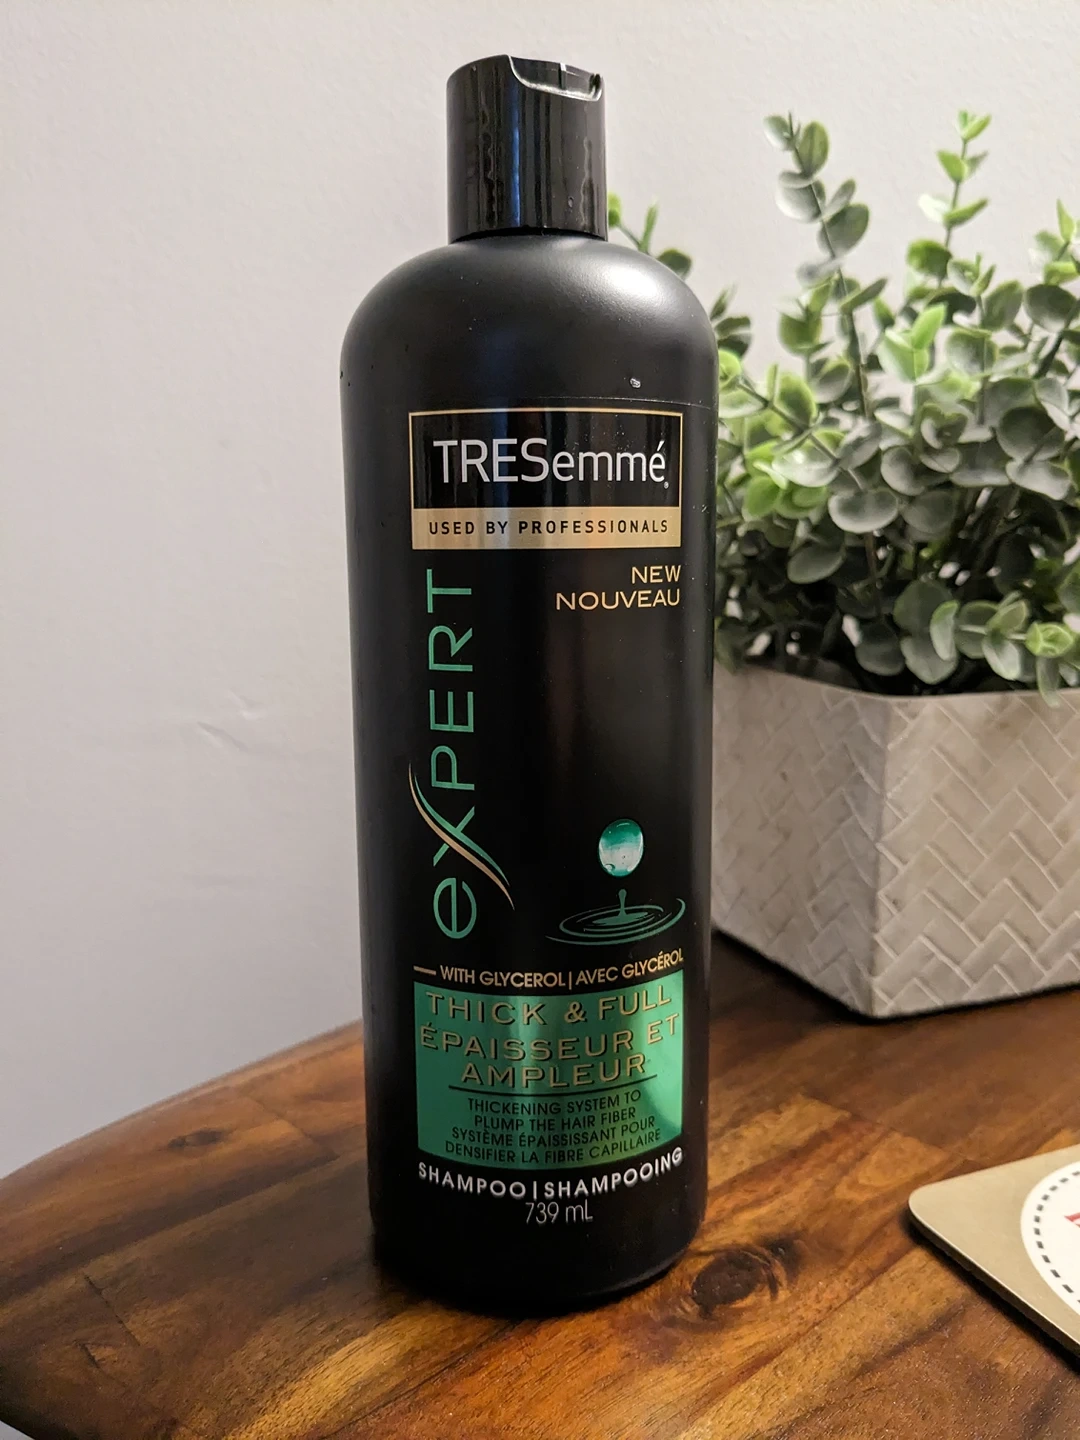 TRESemmé
USED BY PROFESSIONALS
NEW
NOUVEAU
eXPERT
WITH GLYCEROL|AVEC GLYCÉROL
THICK & FULL
ÉPAISSEUR ET
AMPLEUR
THICKENING SYSTEM TO
PLUMP THE HAIR FIBER
SYSTÈME ÉPAISSISSANT POUR
DENSIFIER LA FIBRE CAPILLAIRE
SHAMPOO|SHAMPOOING
739 mL